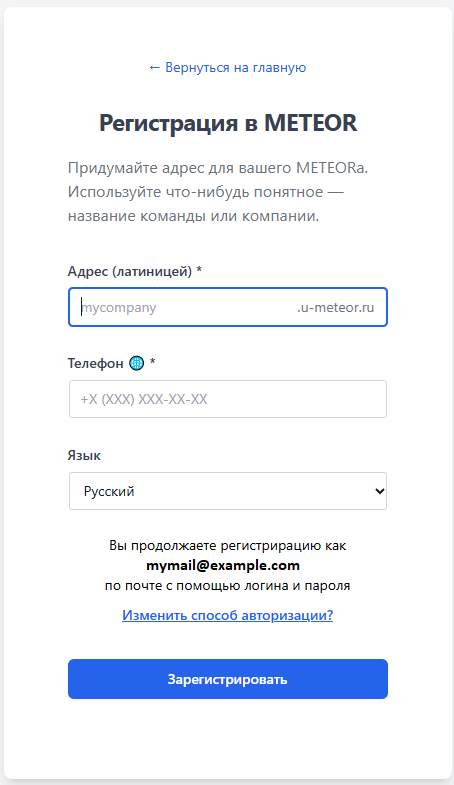 ← Вернуться на главную
Регистрация в METEOR
Придумайте адрес для вашего METEORа.
Используйте что-нибудь понятное —
название команды или компании.
Адрес (латиницей) *
mycompany .u-meteor.ru
Телефон 🌐 *
+X (XXX) XXX-XX-XX
Язык
Русский
Вы продолжаете регистрирацию как
mymail@example.com
по почте с помощью логина и пароля
Изменить способ авторизации?
Зарегистрировать